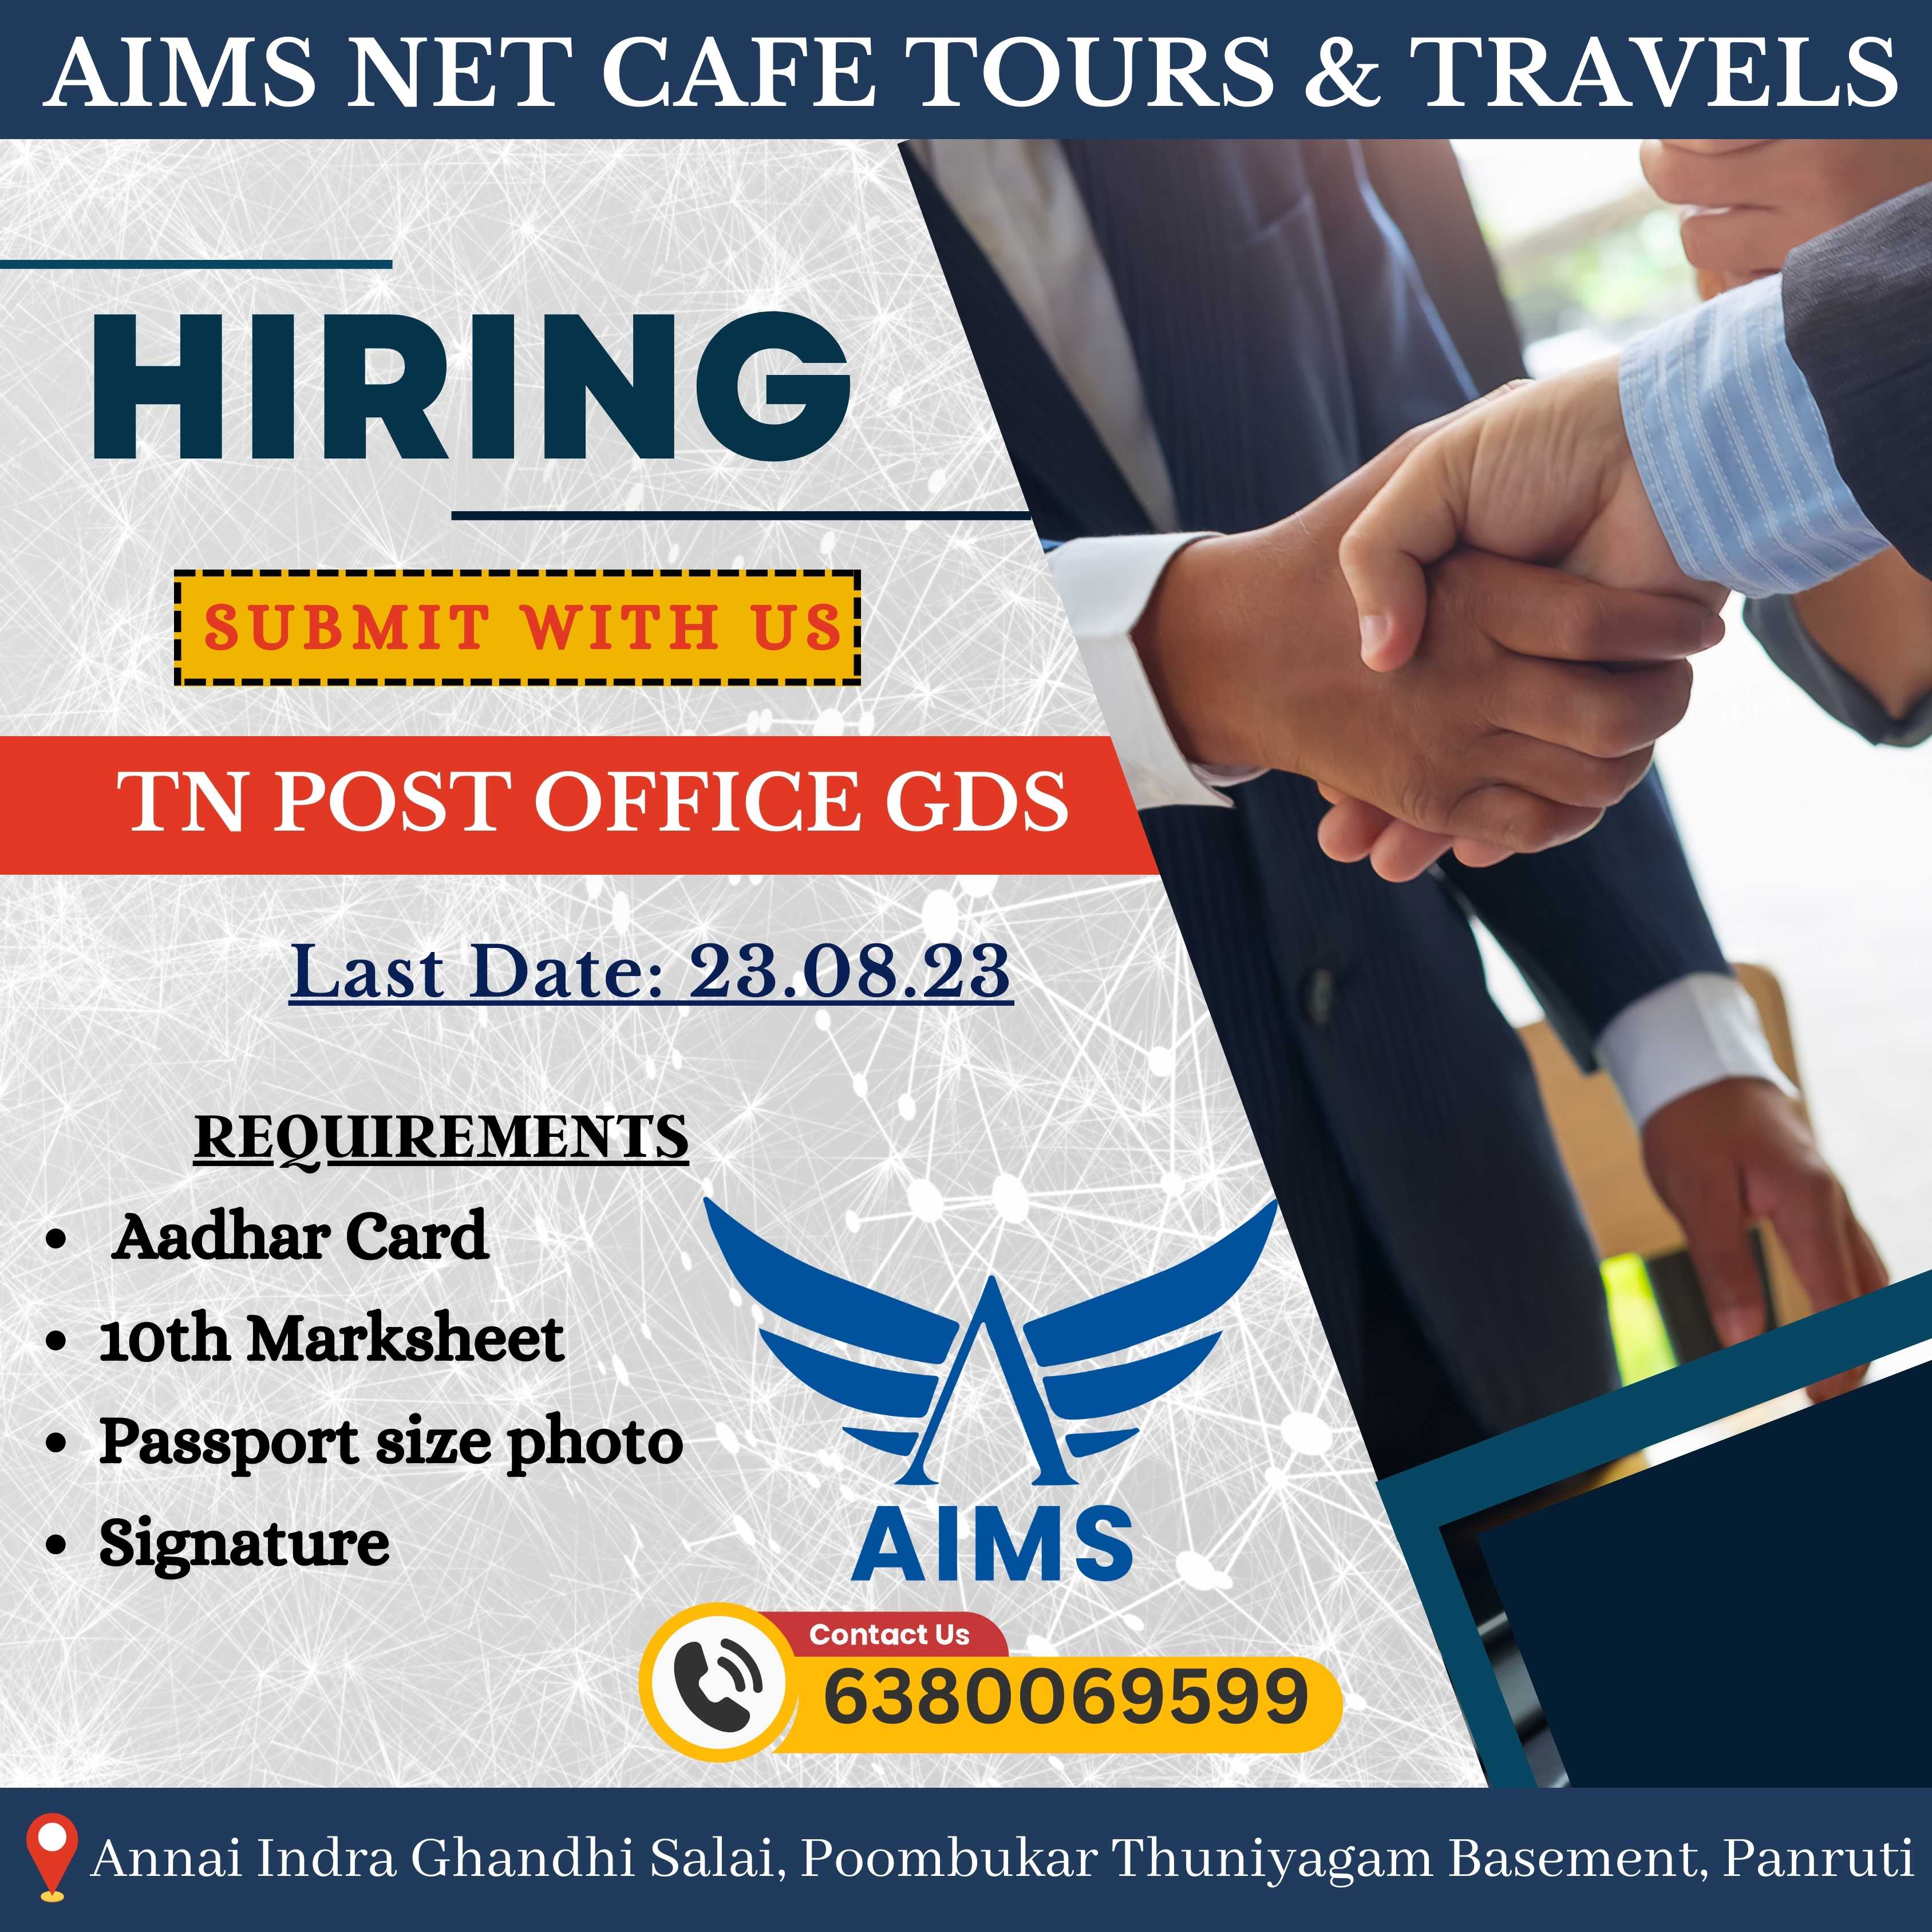 AIMS NET CAFE TOURS & TRAVELS
HIRING
SUBMIT WITH US
TN POST OFFICE GDS
Last Date: 23.08.23
REQUIREMENTS
• Aadhar Card
• 10th Marksheet
• Passport size photo
• Signature
AIMS
Contact Us
6380069599
Annai Indra Ghandhi Salai, Poombukar Thuniyagam Basement, Panruti